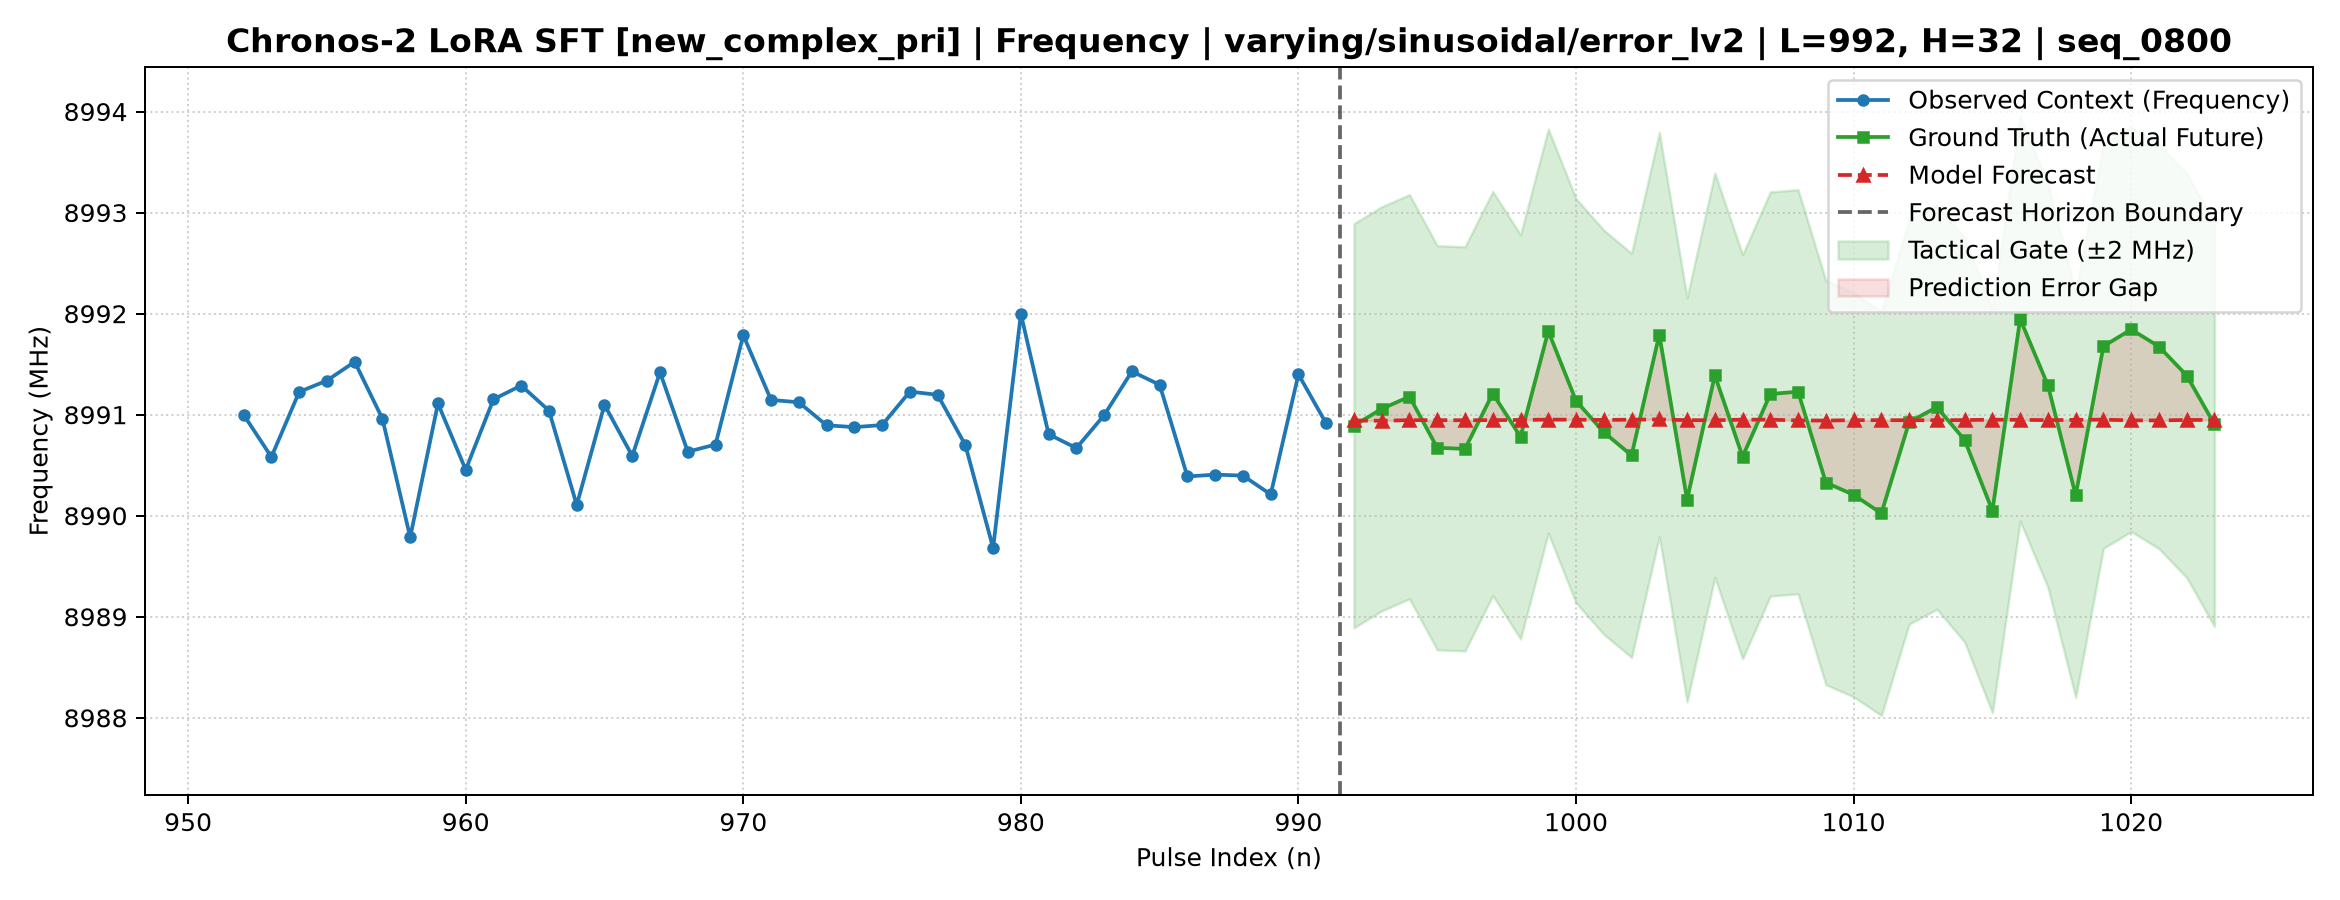 Chronos-2 LoRA SFT [new_complex_pri] | Frequency | varying/sinusoidal/error_lv2 | L=992, H=32 | seq_0800
Frequency (MHz)
8994
8993
8992
8991
8990
8989
8988
Observed Context (Frequency)
Ground Truth (Actual Future)
Model Forecast
Forecast Horizon Boundary
Tactical Gate (±2 MHz)
Prediction Error Gap
950 960 970 980 990 1000 1010 1020
Pulse Index (n)